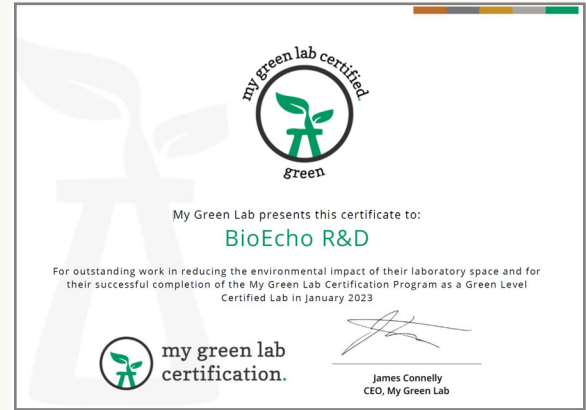 my green lab certified.
green
My Green Lab presents this certificate to:
BioEcho R&D
For outstanding work in reducing the environmental impact of their laboratory space and for
their successful completion of the My Green Lab Certification Program as a Green Level
Certified Lab in January 2023
my green lab
certification.
James Connelly
CEO, My Green Lab